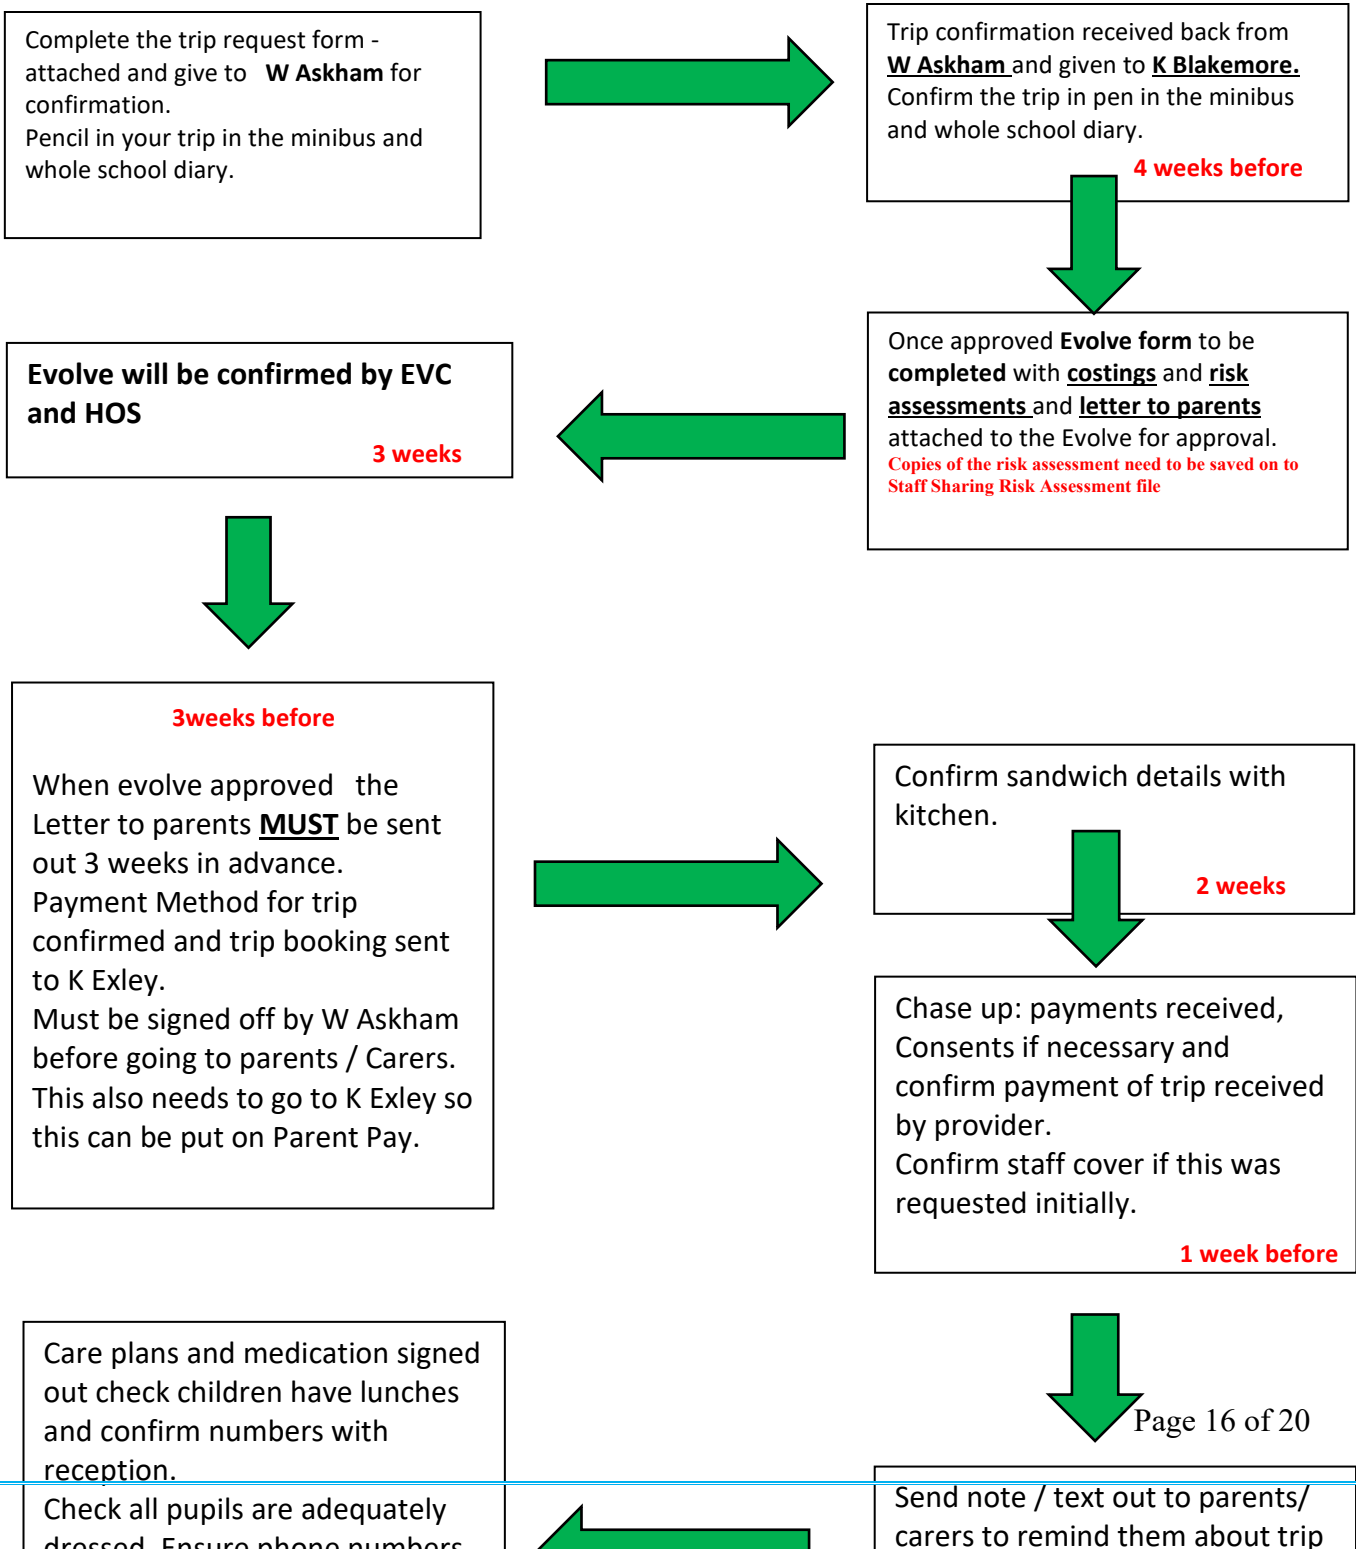 Complete the trip request form -
attached and give to W Askham for
confirmation.
Pencil in your trip in the minibus and
whole school diary.
Trip confirmation received back from
W Askham and given to K Blakemore.
Confirm the trip in pen in the minibus
and whole school diary.
4 weeks before
Once approved Evolve form to be
completed with costings and risk
assessments and letter to parents
attached to the Evolve for approval.
Copies of the risk assessment need to be saved on to
Staff Sharing Risk Assessment file
Evolve will be confirmed by EVC
and HOS
3 weeks
3weeks before
When evolve approved the
Letter to parents MUST be sent
out 3 weeks in advance.
Payment Method for trip
confirmed and trip booking sent
to K Exley.
Must be signed off by W Askham
before going to parents / Carers.
This also needs to go to K Exley so
this can be put on Parent Pay.
Confirm sandwich details with
kitchen.
2 weeks
Chase up: payments received,
Consents if necessary and
confirm payment of trip received
by provider.
Confirm staff cover if this was
requested initially.
1 week before
Send note / text out to parents/
carers to remind them about trip
Care plans and medication signed
out check children have lunches
and confirm numbers with
reception.
Check all pupils are adequately
dressed. Ensure phone numbers
Page 16 of 20